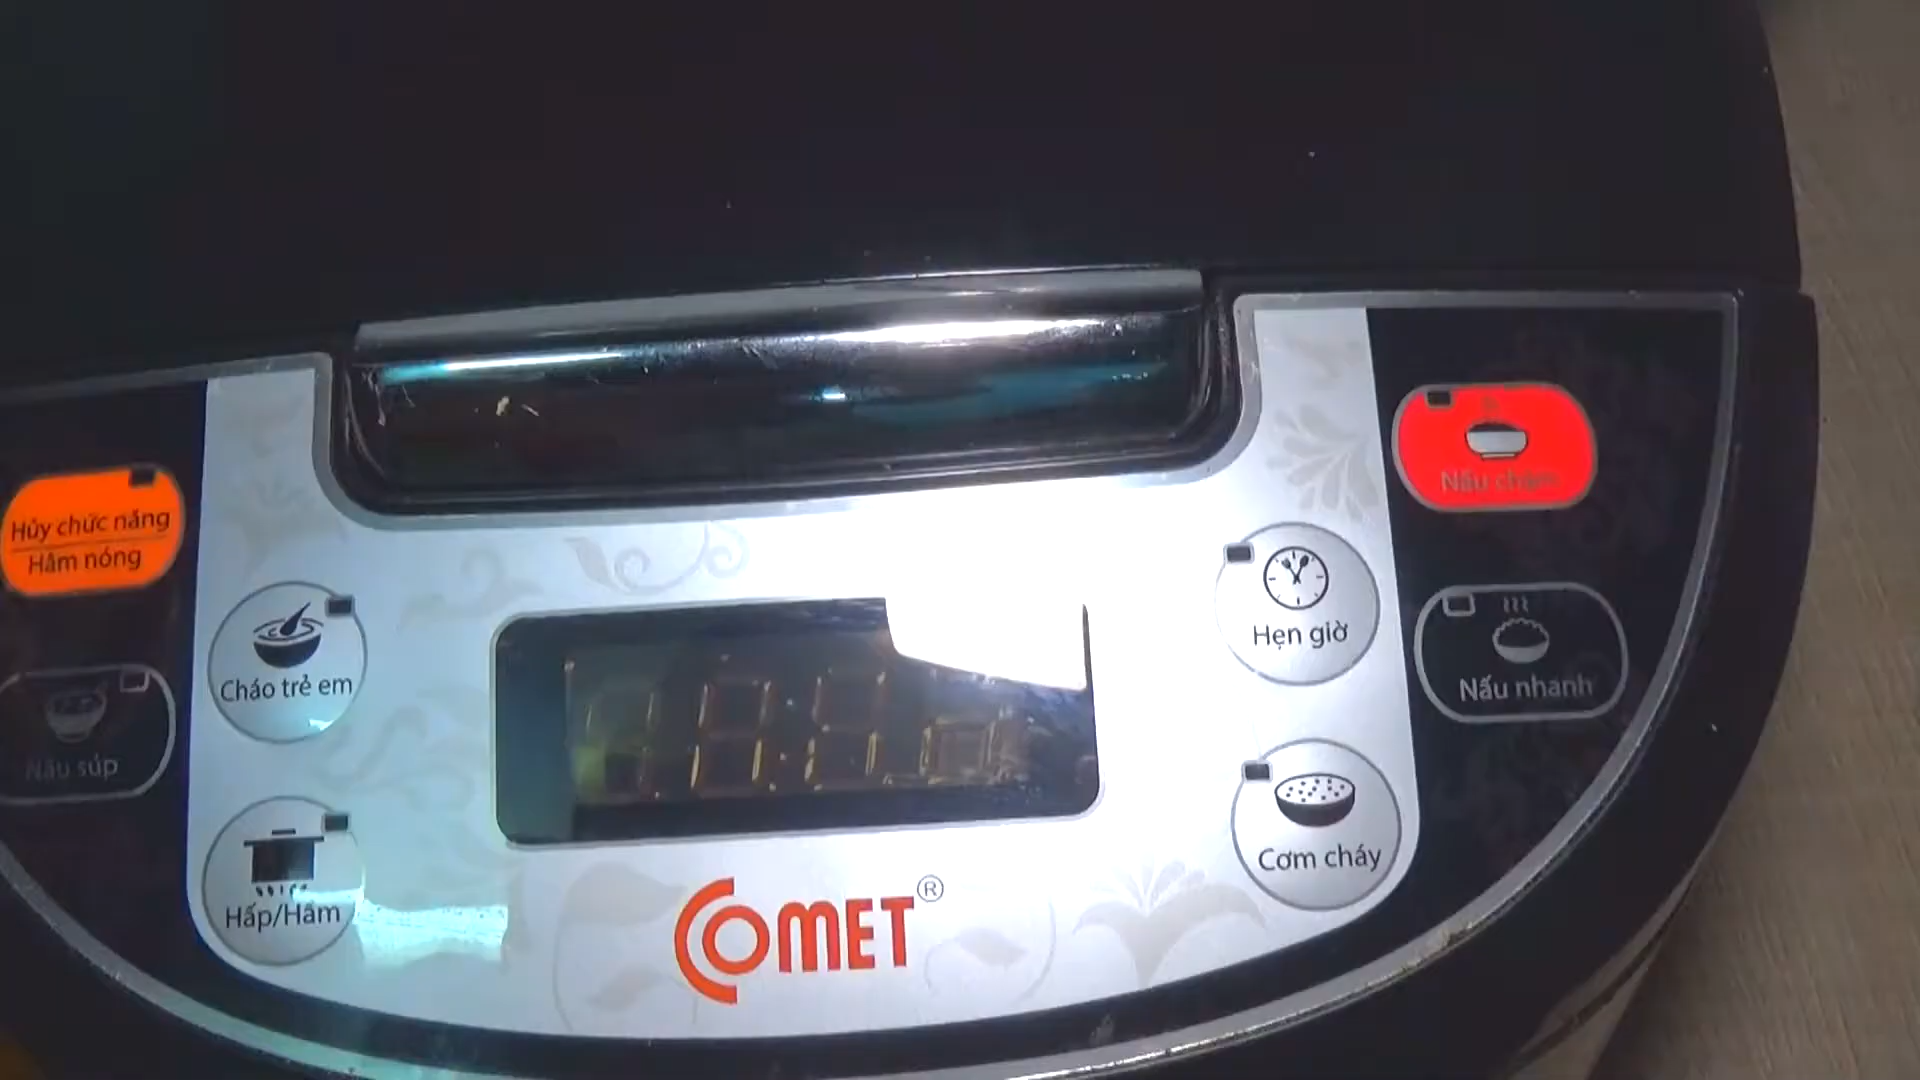 Hủy chức năng
Hâm nóng
Nấu súp
Cháo trẻ em
Hấp/Hầm
COMET®
Hẹn giờ
Cơm cháy
Nấu chậm
Nấu nhanh